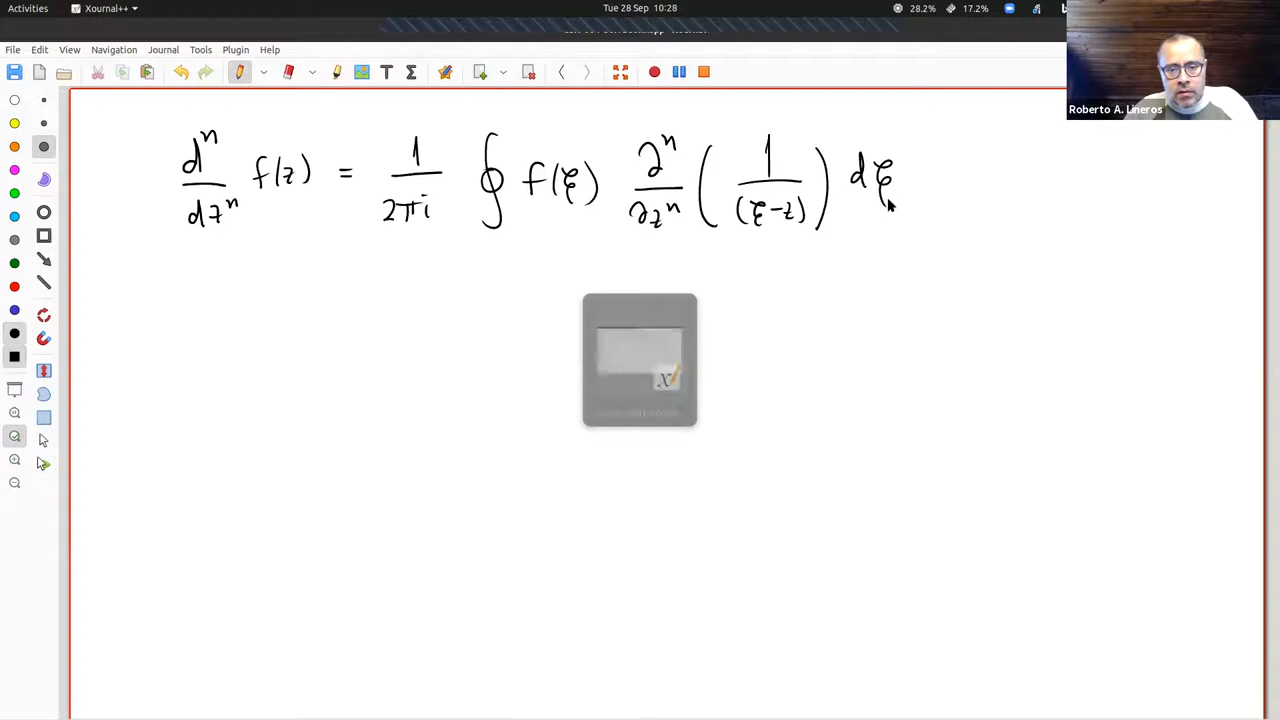 Activities Xournal++ Tue 28 Sep 10:28 28.2% 17.2%
File Edit View Navigation Journal Tools Plugin Help
Roberto A. Lineros
dⁿ/dzⁿ f(z) = 1/2πi ∮ f(ξ) ∂ⁿ/∂zⁿ (1/(ξ-z)) dξ